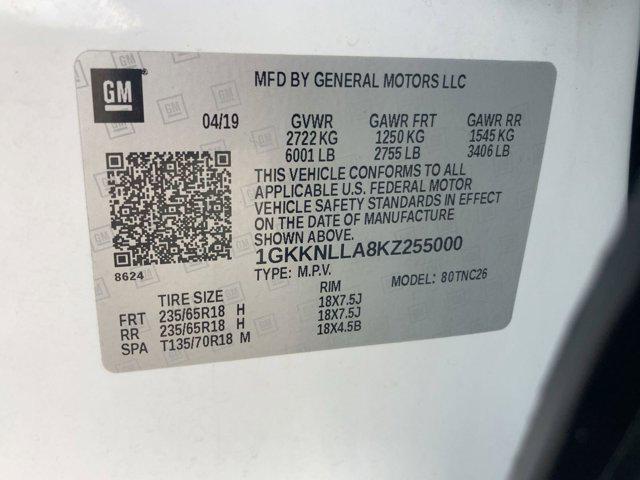 GM
MFD BY GENERAL MOTORS LLC
04/19 GVWR GAWR FRT GAWR RR
2722 KG 1250 KG 1545 KG
6001 LB 2755 LB 3406 LB
THIS VEHICLE CONFORMS TO ALL
APPLICABLE U.S. FEDERAL MOTOR
VEHICLE SAFETY STANDARDS IN EFFECT
ON THE DATE OF MANUFACTURE
SHOWN ABOVE.
1GKKNLLA8KZ255000
8624
TYPE: M.P.V. MODEL: 80TNC26
TIRE SIZE RIM
FRT 235/65R18 H 18X7.5J
RR 235/65R18 H 18X7.5J
SPA T135/70R18 M 18X4.5B